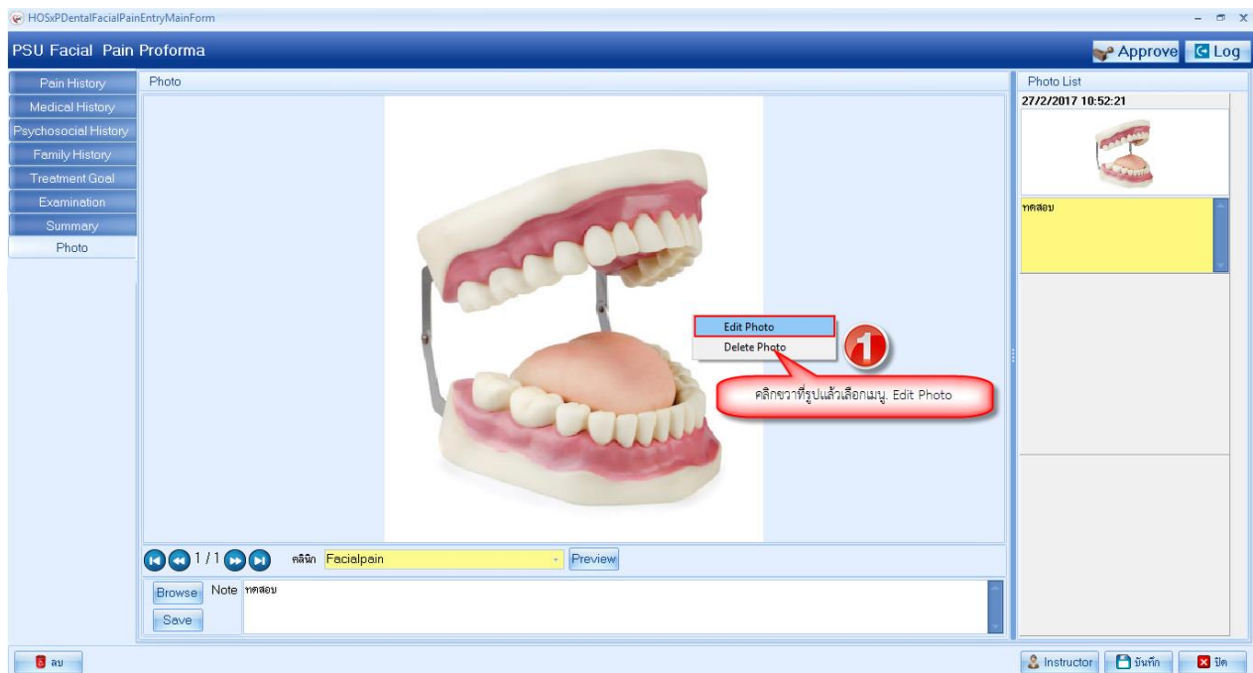 HOSxPDentalFacialPainEntryMainForm
PSU Facial Pain Proforma
Approve
Log
Pain History
Medical History
Psychosocial History
Family History
Treatment Goal
Examination
Summary
Photo
Photo
Edit Photo
Delete Photo
1
คลิกขวาที่รูปแล้วเลือกเมนู. Edit Photo
1 / 1
คลินิก
Facialpain
Preview
Browse
Note
ทดสอบ
Save
Photo List
27/2/2017 10:52:21
ทดสอบ
ลบ
Instructor
บันทึก
ปิด